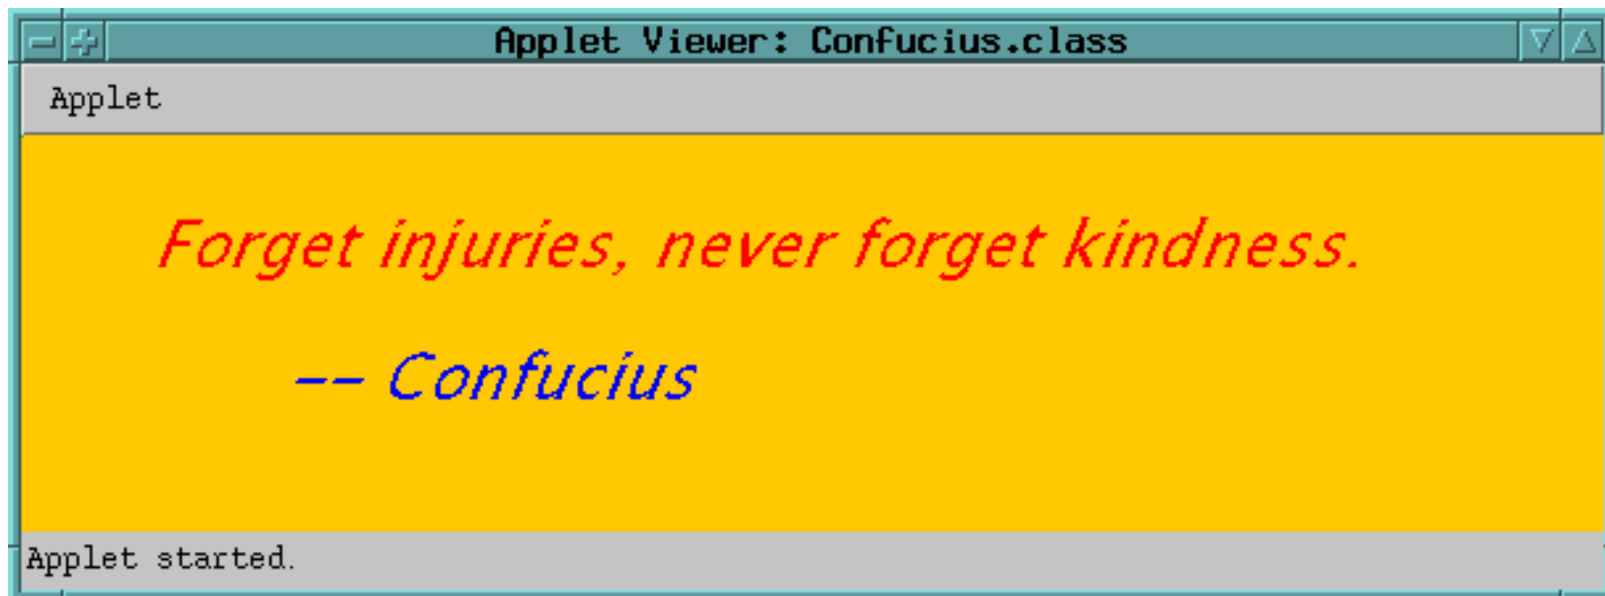 Applet Viewer: Confucius.class
Applet
Forget injuries, never forget kindness.
-- Confucius
Applet started.